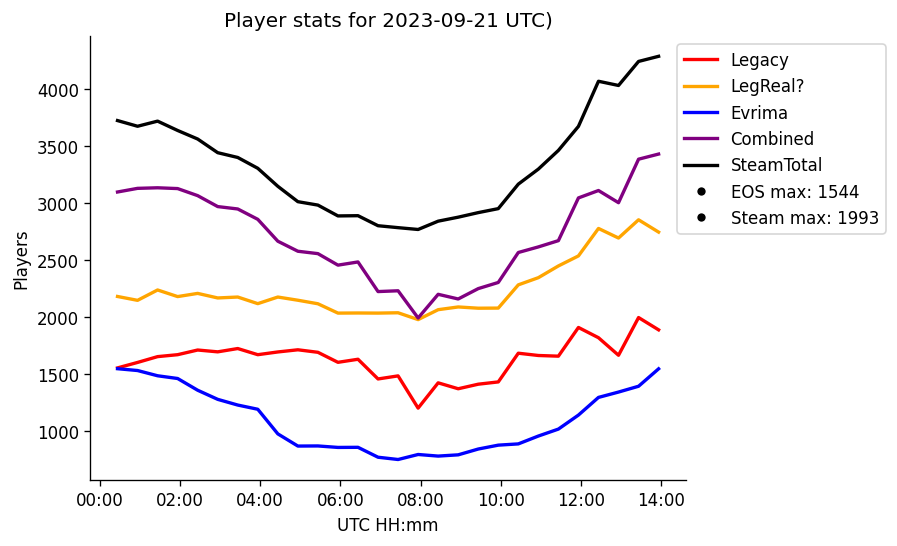 Player stats for 2023-09-21 UTC)
Players
4000
3500
3000
2500
2000
1500
1000
00:00 02:00 04:00 06:00 08:00 10:00 12:00 14:00
UTC HH:mm
Legacy
LegReal?
Evrima
Combined
SteamTotal
EOS max: 1544
Steam max: 1993